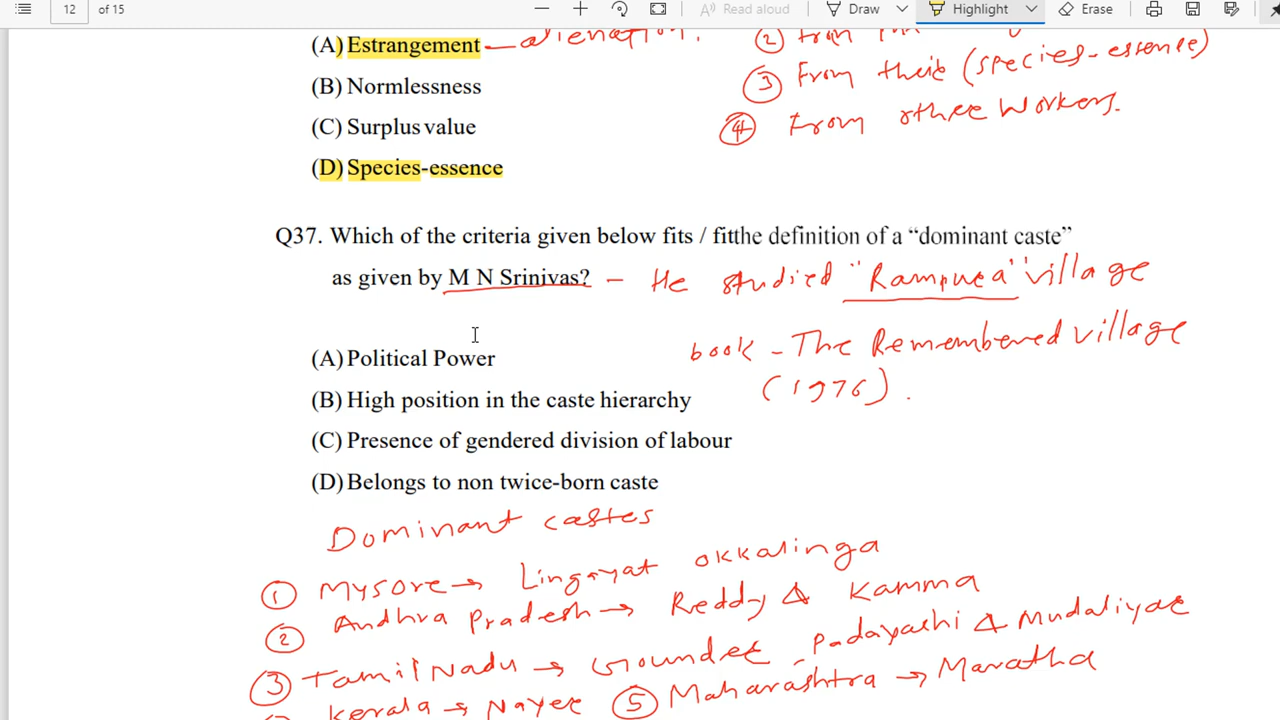 12 of 15 Read aloud Draw Highlight Erase
(A) Estrangement — alienation.
②
(B) Normlessness
③ From their (species-essence)
(C) Surplus value
④ From other workers.
(D) Species-essence
Q37. Which of the criteria given below fits / fitthe definition of a “dominant caste”
as given by M N Srinivas? – He studied "Rampura" village
book – The Remembered village
(A) Political Power
(1976).
(B) High position in the caste hierarchy
(C) Presence of gendered division of labour
(D) Belongs to non twice-born caste
Dominant castes
① Mysore → Lingayat okkalinga
② Andhra Pradesh → Reddy & Kamma
③ Tamil Nadu → Gounder, Padayachi & Mudaliyar
Kerala → Nayer ⑤ Maharashtra → Maratha